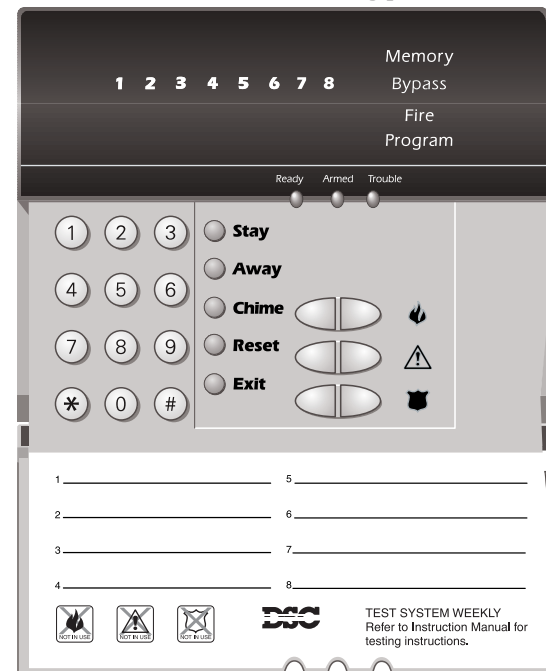 Memory
1 2 3 4 5 6 7 8 Bypass
Fire
Program
Ready Armed Trouble
1 2 3 Stay
Away
4 5 6
Chime
7 8 9 Reset
Exit
* 0 #
1 5
2 6
3 7
4 8
NOT IN USE NOT IN USE NOT IN USE
DSC
TEST SYSTEM WEEKLY
Refer to Instruction Manual for
testing instructions.